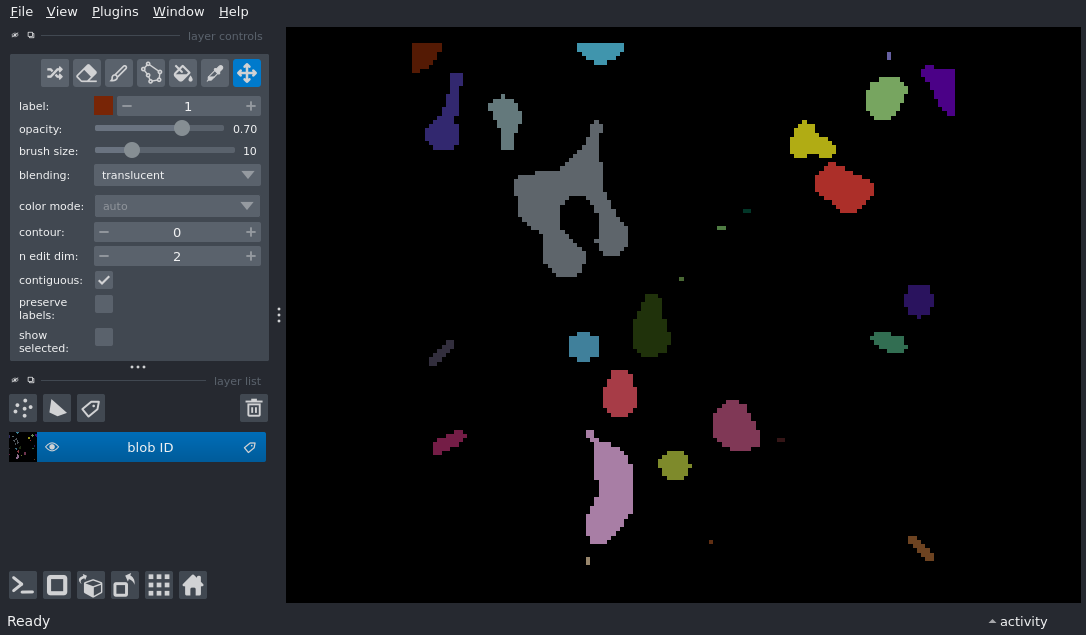 File View Plugins Window Help
layer controls
label: 1
opacity: 0.70
brush size: 10
blending: translucent
color mode: auto
contour: 0
n edit dim: 2
contiguous:
preserve
labels:
show
selected:
layer list
blob ID
Ready
activity